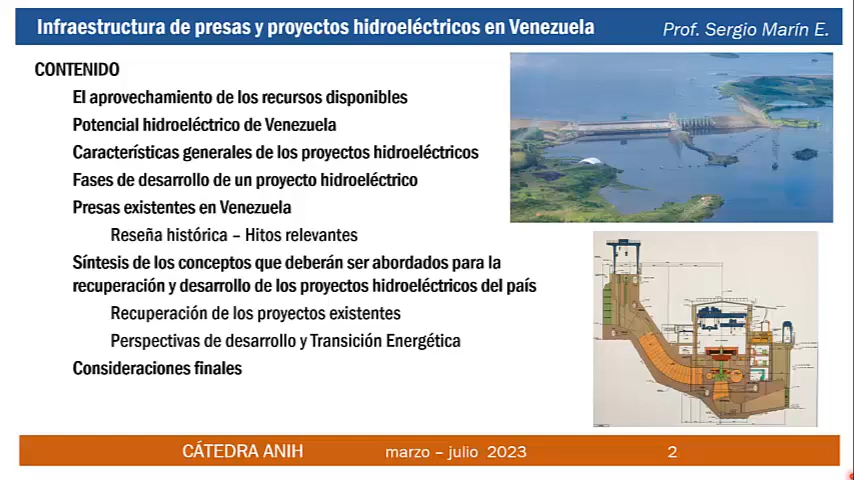 Infraestructura de presas y proyectos hidroeléctricos en Venezuela
Prof. Sergio Marín E.
CONTENIDO
El aprovechamiento de los recursos disponibles
Potencial hidroeléctrico de Venezuela
Características generales de los proyectos hidroeléctricos
Fases de desarrollo de un proyecto hidroeléctrico
Presas existentes en Venezuela
Reseña histórica – Hitos relevantes
Síntesis de los conceptos que deberán ser abordados para la
recuperación y desarrollo de los proyectos hidroeléctricos del país
Recuperación de los proyectos existentes
Perspectivas de desarrollo y Transición Energética
Consideraciones finales
CÁTEDRA ANIH
marzo – julio 2023
2